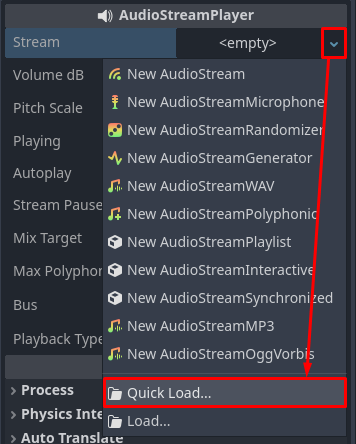 AudioStreamPlayer
Stream <empty>
Volume dB
New AudioStream
Pitch Scale
New AudioStreamMicrophone
New AudioStreamRandomizer
Playing
New AudioStreamGenerator
Autoplay
New AudioStreamWAV
Stream Pause
New AudioStreamPolyphonic
Mix Target
New AudioStreamPlaylist
Max Polyphon
New AudioStreamInteractive
Bus
New AudioStreamSynchronized
New AudioStreamMP3
Playback Type
New AudioStreamOggVorbis
Process
Quick Load...
Physics Inte
Load...
Auto Translate